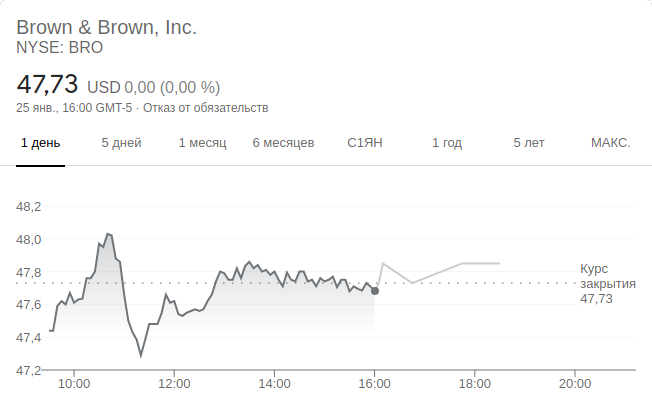 Brown & Brown, Inc.
NYSE: BRO
47,73 USD 0,00 (0,00 %)
25 янв., 16:00 GMT-5 · Отказ от обязательств
1 день 5 дней 1 месяц 6 месяцев С1ЯН 1 год 5 лет МАКС.
48,2
48,0
47,8
47,6
47,4
47,2
Курс
закрытия
47,73
10:00 12:00 14:00 16:00 18:00 20:00